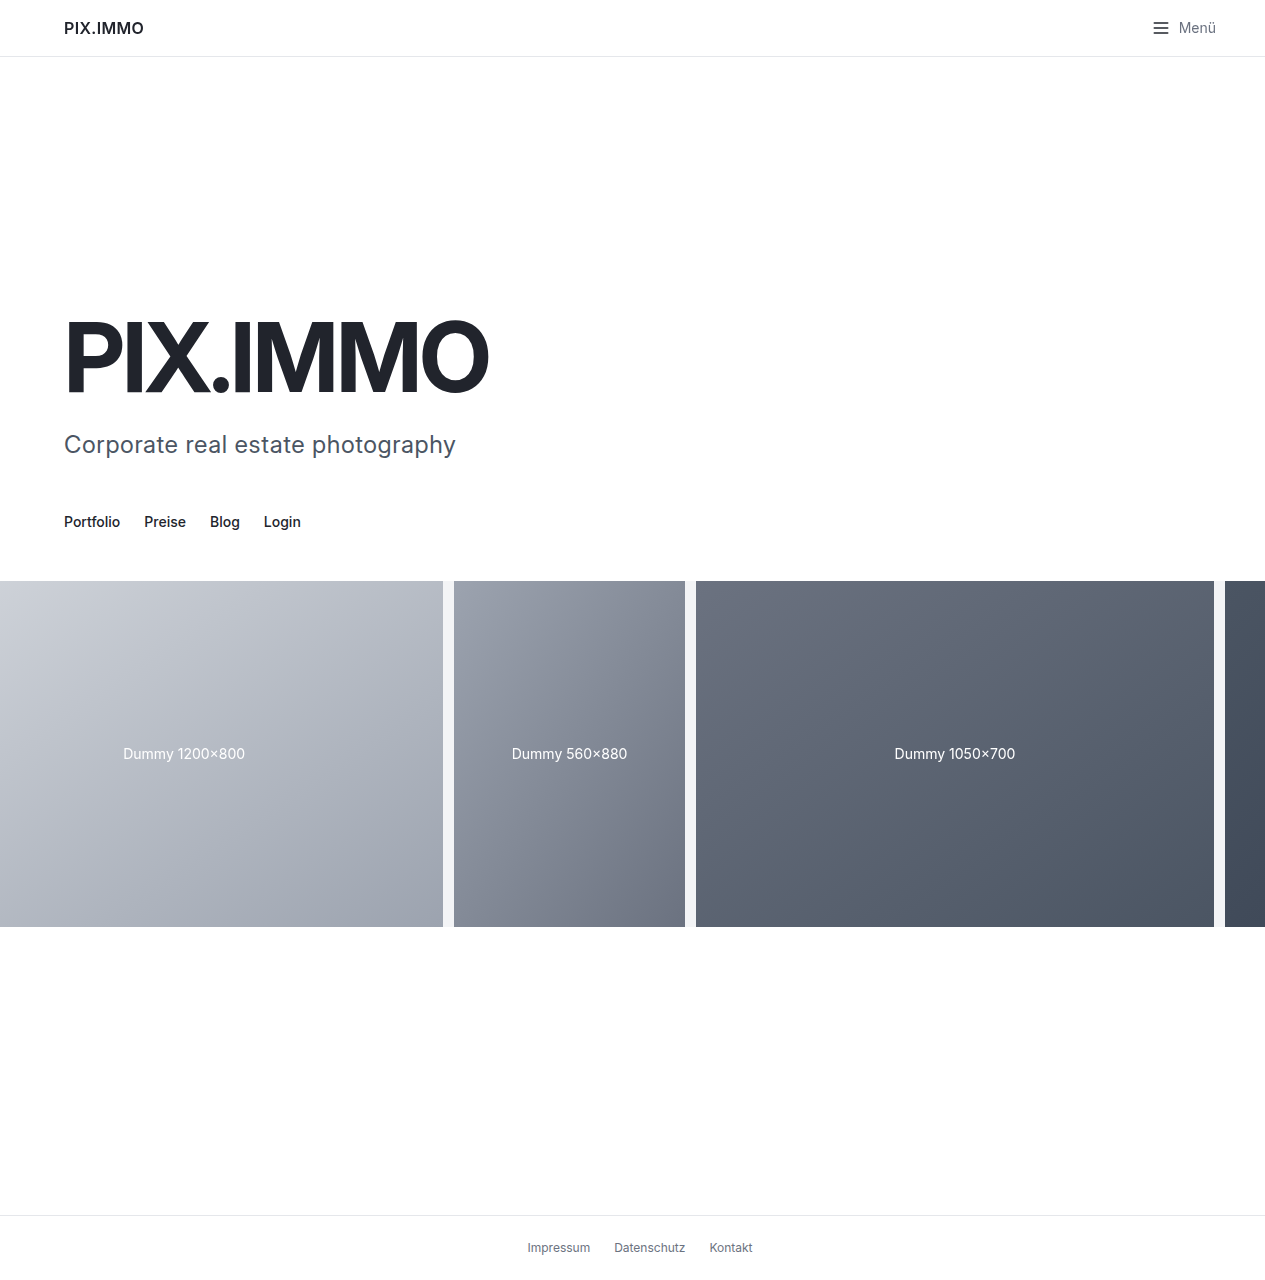 PIX.IMMO
Menü
PIX.IMMO
Corporate real estate photography
Portfolio Preise Blog Login
Dummy 1200×800 Dummy 560×880 Dummy 1050×700
Impressum Datenschutz Kontakt